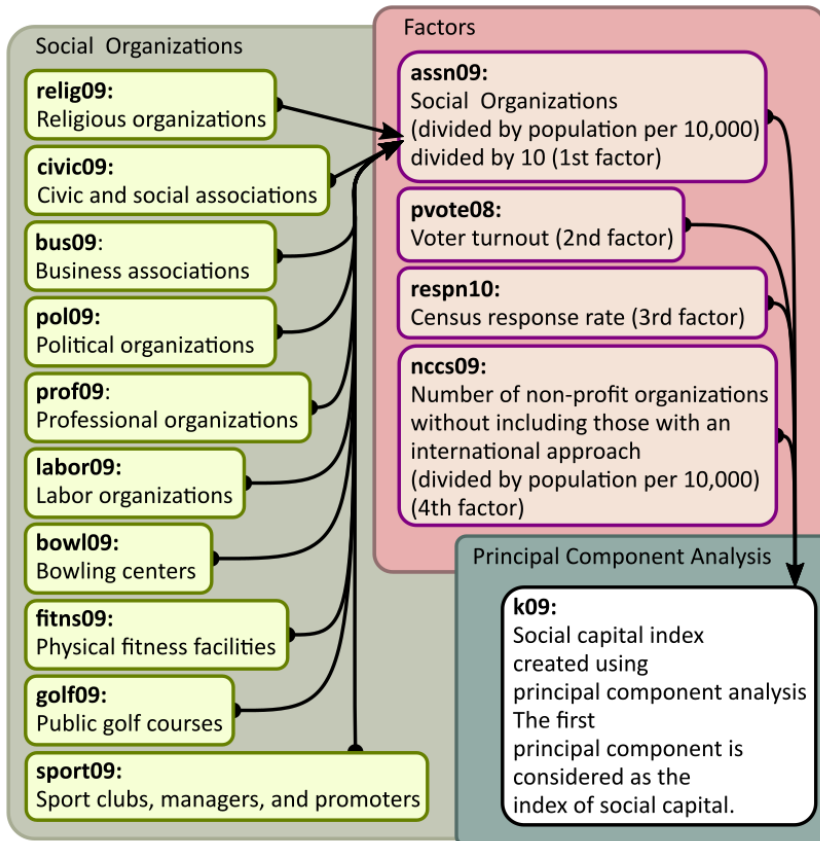 Social Organizations
relig09:
Religious organizations
civic09:
Civic and social associations
bus09:
Business associations
pol09:
Political organizations
prof09:
Professional organizations
labor09:
Labor organizations
bowl09:
Bowling centers
fitns09:
Physical fitness facilities
golf09:
Public golf courses
sport09:
Sport clubs, managers, and promoters
Factors
assn09:
Social Organizations
(divided by population per 10,000)
divided by 10 (1st factor)
pvote08:
Voter turnout (2nd factor)
respn10:
Census response rate (3rd factor)
nccs09:
Number of non-profit organizations
without including those with an
international approach
(divided by population per 10,000)
(4th factor)
Principal Component Analysis
k09:
Social capital index
created using
principal component analysis
The first
principal component is
considered as the
index of social capital.